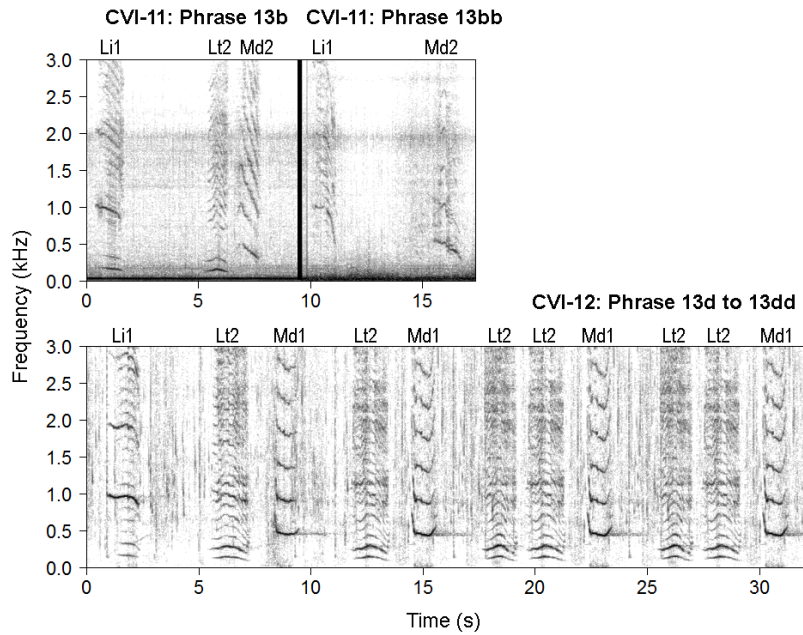 CVI-11: Phrase 13b CVI-11: Phrase 13bb
Li1 Lt2 Md2 Li1 Md2
3.0
2.5
2.0
1.5
1.0
0.5
0.0
0 5 10 15
CVI-12: Phrase 13d to 13dd
Li1 Lt2 Md1 Lt2 Md1 Lt2 Lt2 Md1 Lt2 Lt2 Md1
3.0
2.5
2.0
1.5
1.0
0.5
0.0
0 5 10 15 20 25 30
Frequency (kHz)
Time (s)